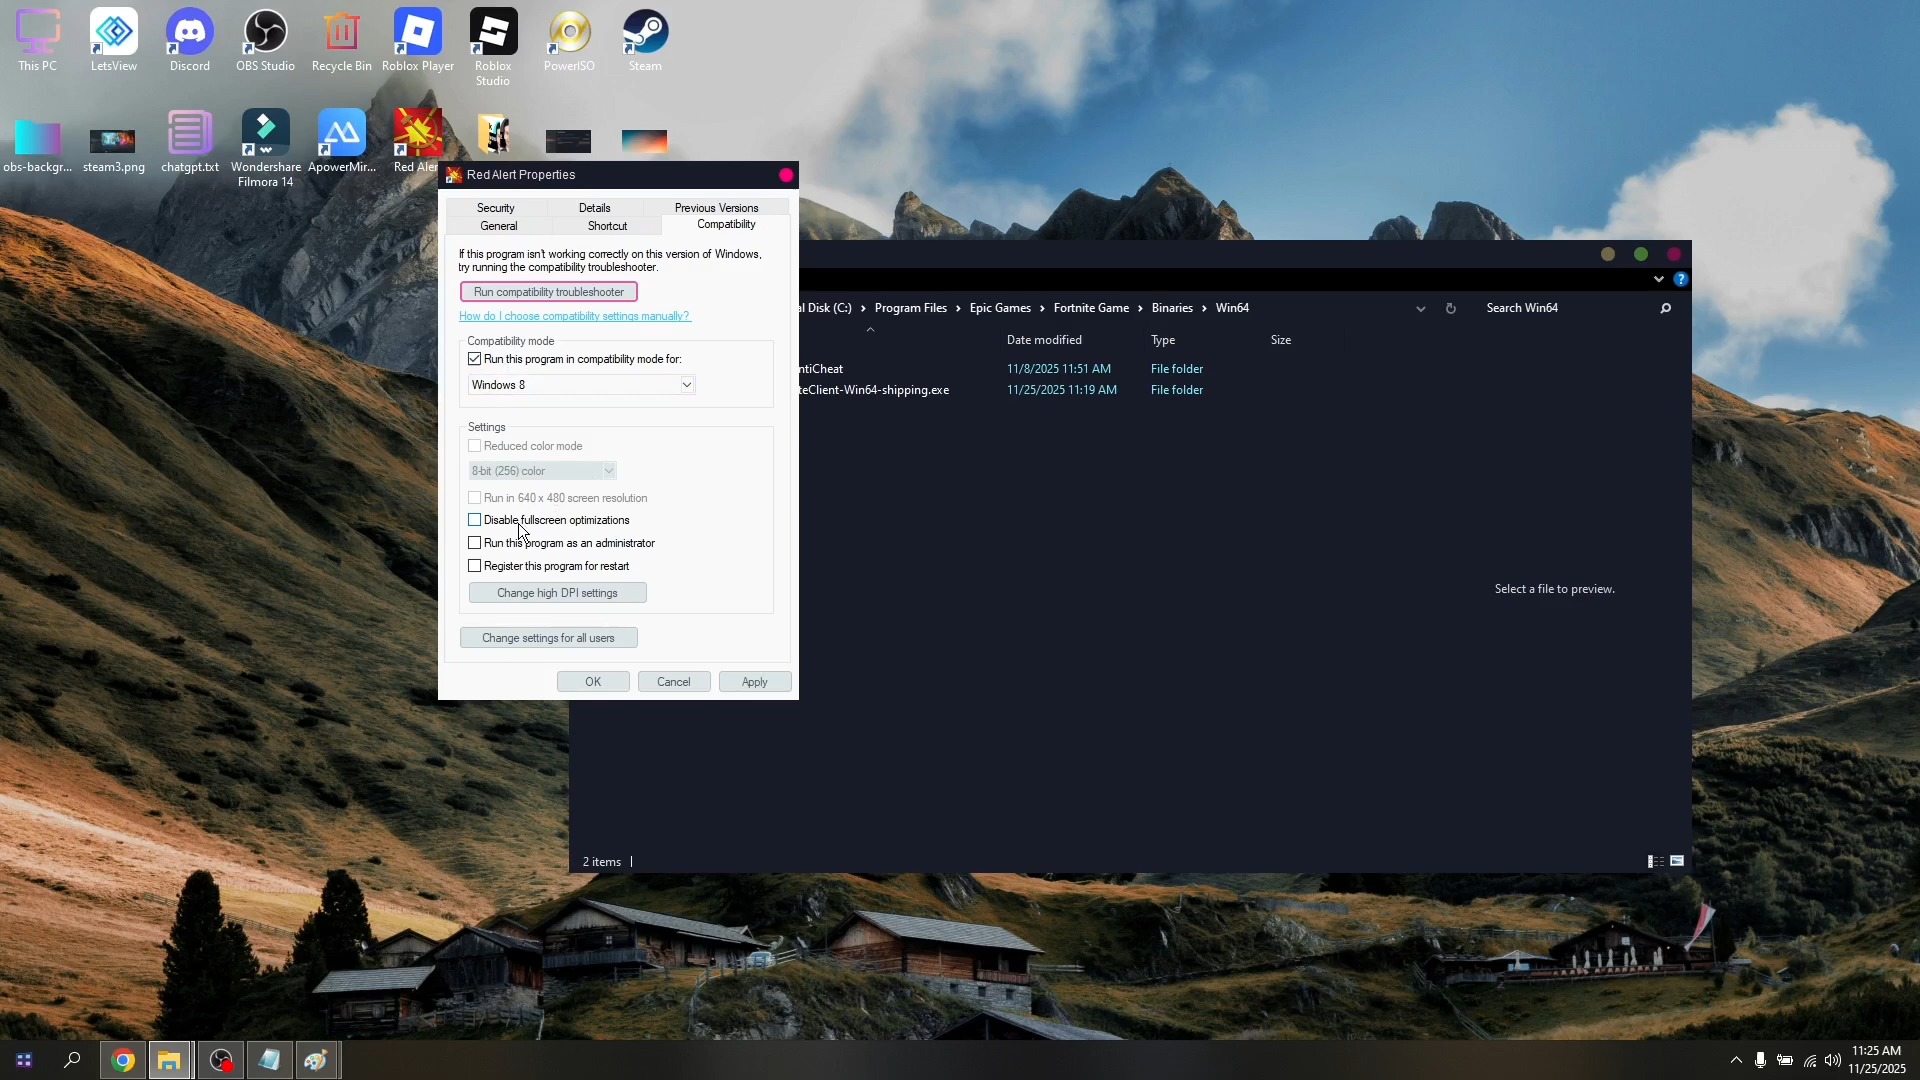 This PC
LetsView
Discord
OBS Studio
Recycle Bin
Roblox Player
Roblox
Studio
PowerISO
Steam
obs-backgr...
steam3.png
chatgpt.txt
Wondershare
Filmora 14
ApowerMir...
Red Aler
Red Alert Properties
Security
Details
Previous Versions
General
Shortcut
Compatibility
If this program isn't working correctly on this version of Windows,
try running the compatibility troubleshooter.
Run compatibility troubleshooter
How do I choose compatibility settings manually?
Compatibility mode
Run this program in compatibility mode for:
Windows 8
Settings
Reduced color mode
8-bit (256) color
Run in 640 x 480 screen resolution
Disable fullscreen optimizations
Run this program as an administrator
Register this program for restart
Change high DPI settings
Change settings for all users
OK
Cancel
Apply
al Disk (C:) › Program Files › Epic Games › Fortnite Game › Binaries › Win64
Search Win64
Date modified
Type
Size
ntiCheat
11/8/2025 11:51 AM
File folder
teClient-Win64-shipping.exe
11/25/2025 11:19 AM
File folder
Select a file to preview.
2 items
11:25 AM
11/25/2025